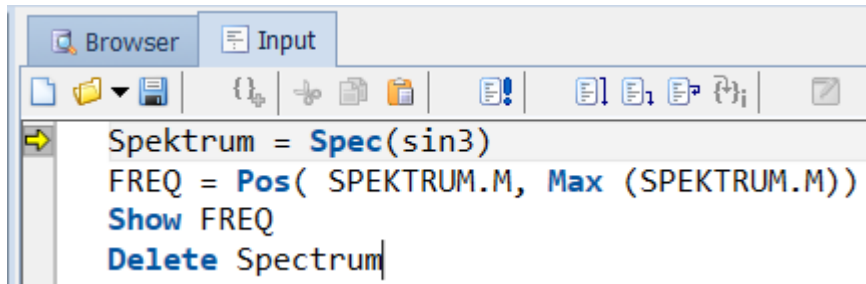 Browser Input
Spektrum = Spec(sin3)
FREQ = Pos( SPEKTRUM.M, Max (SPEKTRUM.M))
Show FREQ
Delete Spectrum